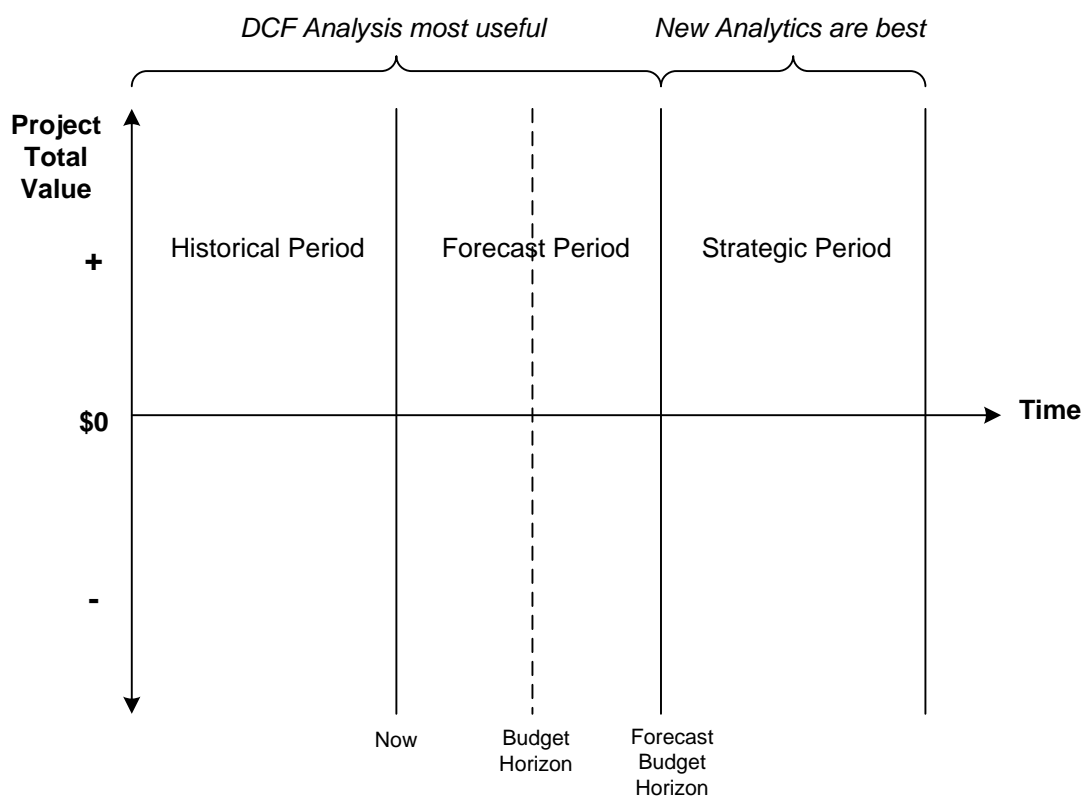 DCF Analysis most useful
New Analytics are best
Project
Total
Value
+
Historical Period
Forecast Period
Strategic Period
$0
Time
-
Now
Budget
Horizon
Forecast
Budget
Horizon